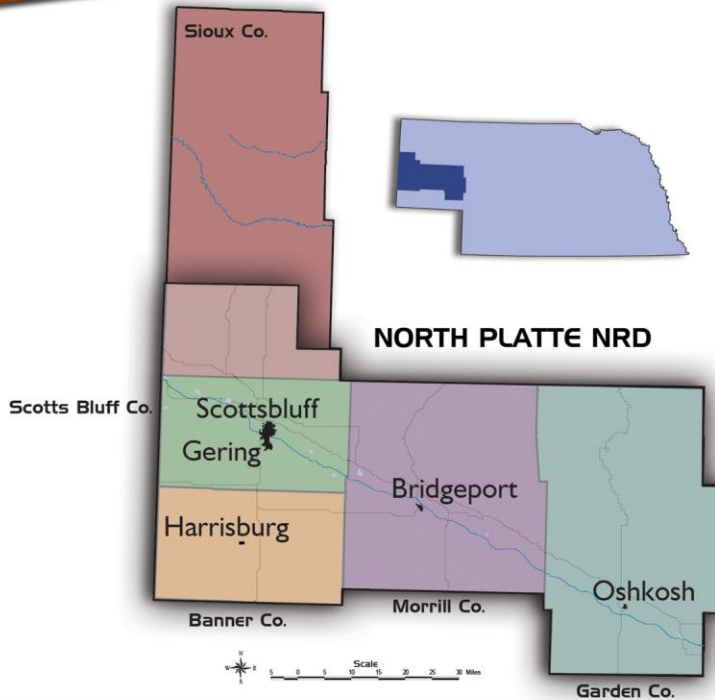 Sioux Co.
NORTH PLATTE NRD
Scotts Bluff Co.
Scottsbluff
Gering
Bridgeport
Harrisburg
Oshkosh
Banner Co.
Morrill Co.
Garden Co.
N
W E
S
Scale
5 0 5 10 15 20 25 30 Miles